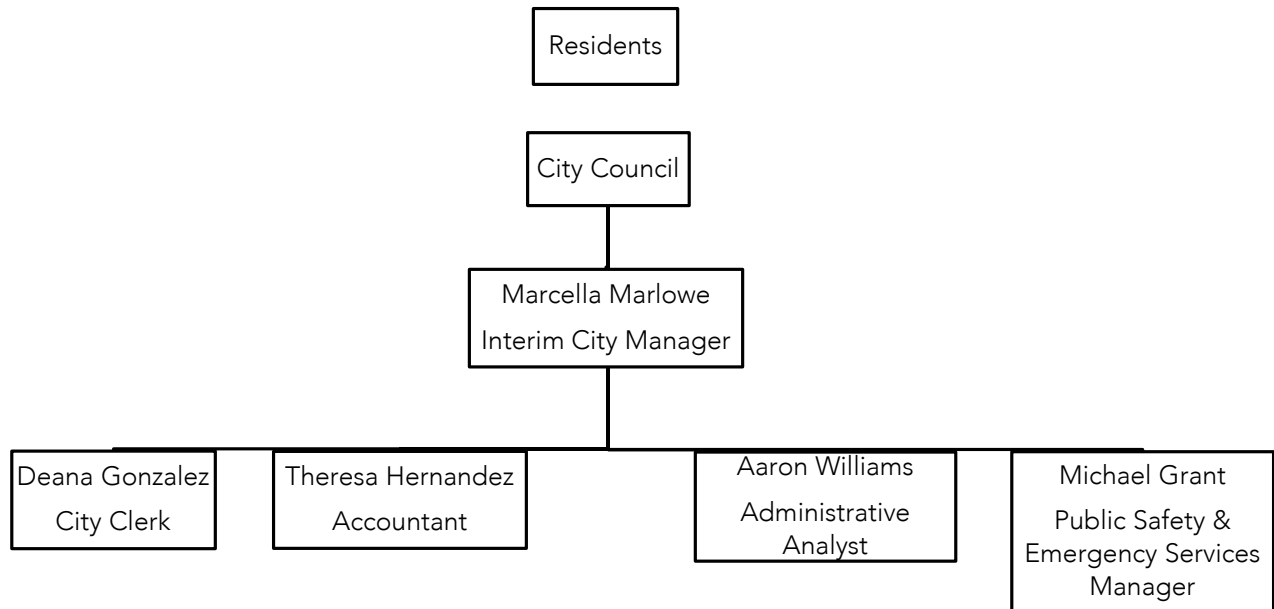 Residents
City Council
Marcella Marlowe
Interim City Manager
Deana Gonzalez
City Clerk
Theresa Hernandez
Accountant
Aaron Williams
Administrative
Analyst
Michael Grant
Public Safety &
Emergency Services
Manager